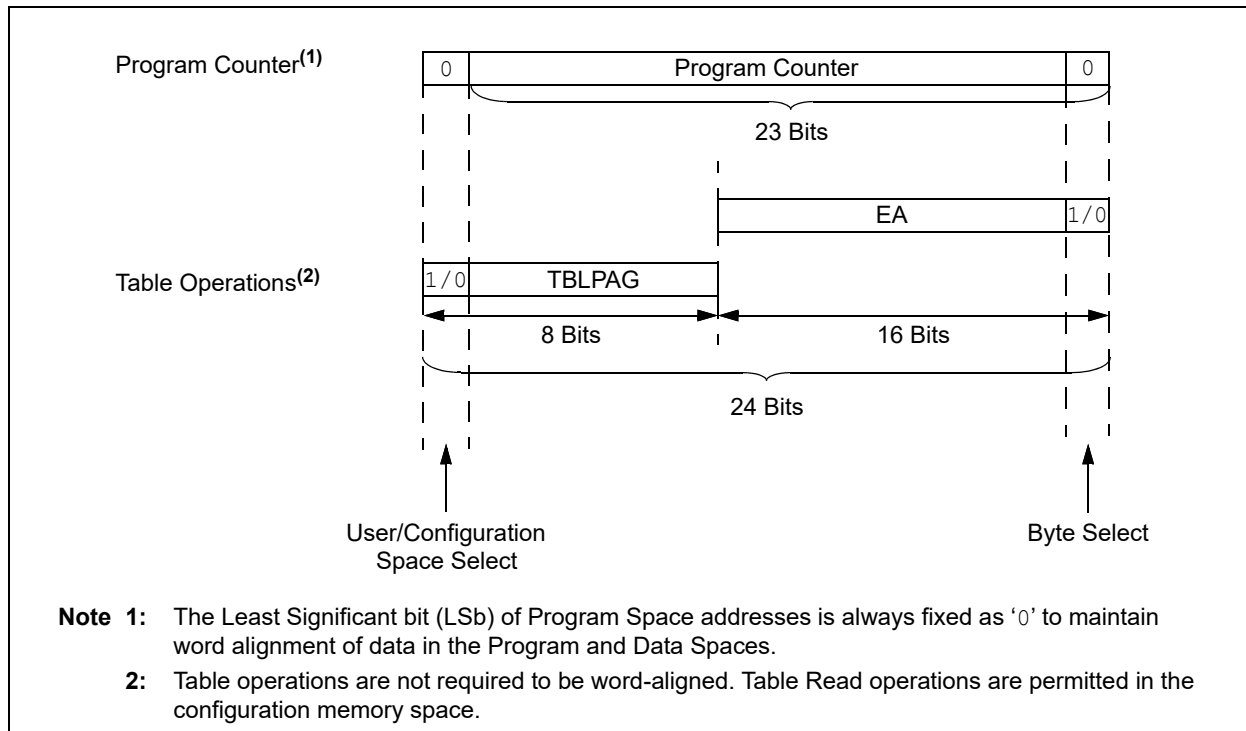 Program Counter(1)
0
Program Counter
0
23 Bits
EA
1/0
Table Operations(2)
1/0
TBLPAG
8 Bits
16 Bits
24 Bits
User/Configuration
Space Select
Byte Select
Note 1: The Least Significant bit (LSb) of Program Space addresses is always fixed as ‘0’ to maintain
word alignment of data in the Program and Data Spaces.
2: Table operations are not required to be word-aligned. Table Read operations are permitted in the
configuration memory space.